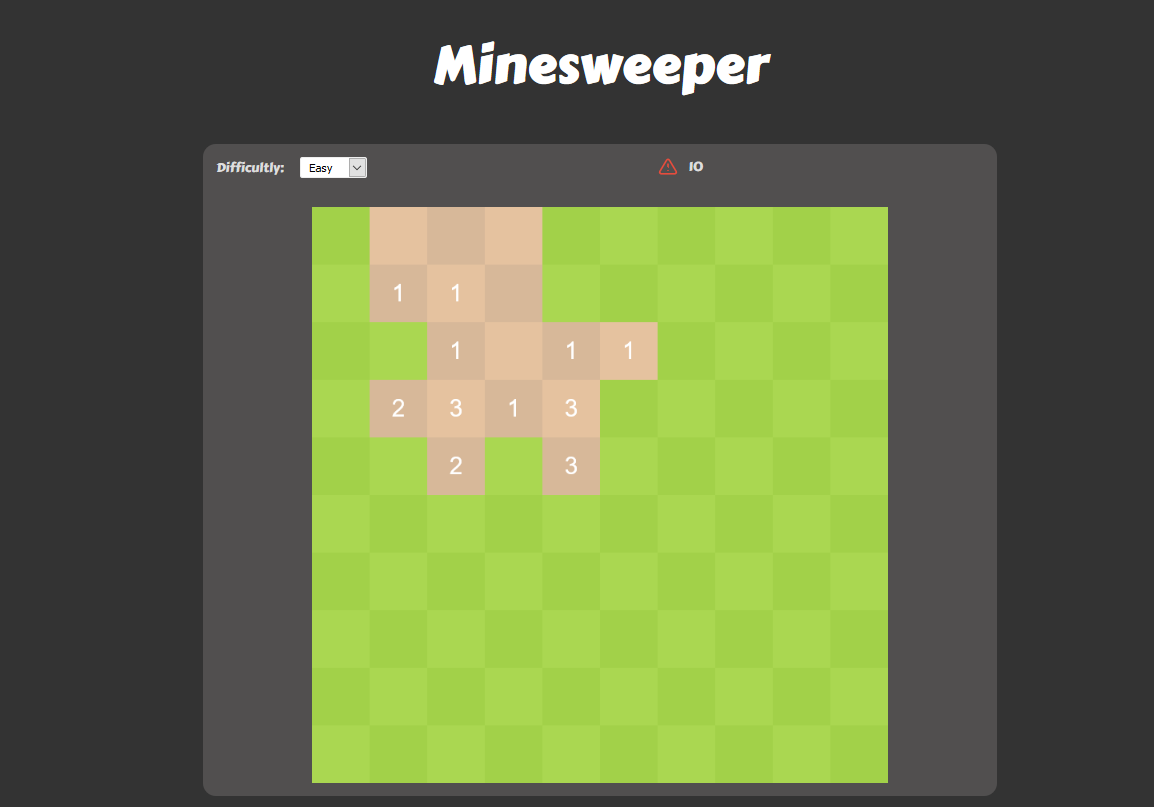 Minesweeper
Difficultly: Easy 10
1 1
1 1 1
2 3 1 3
2 3